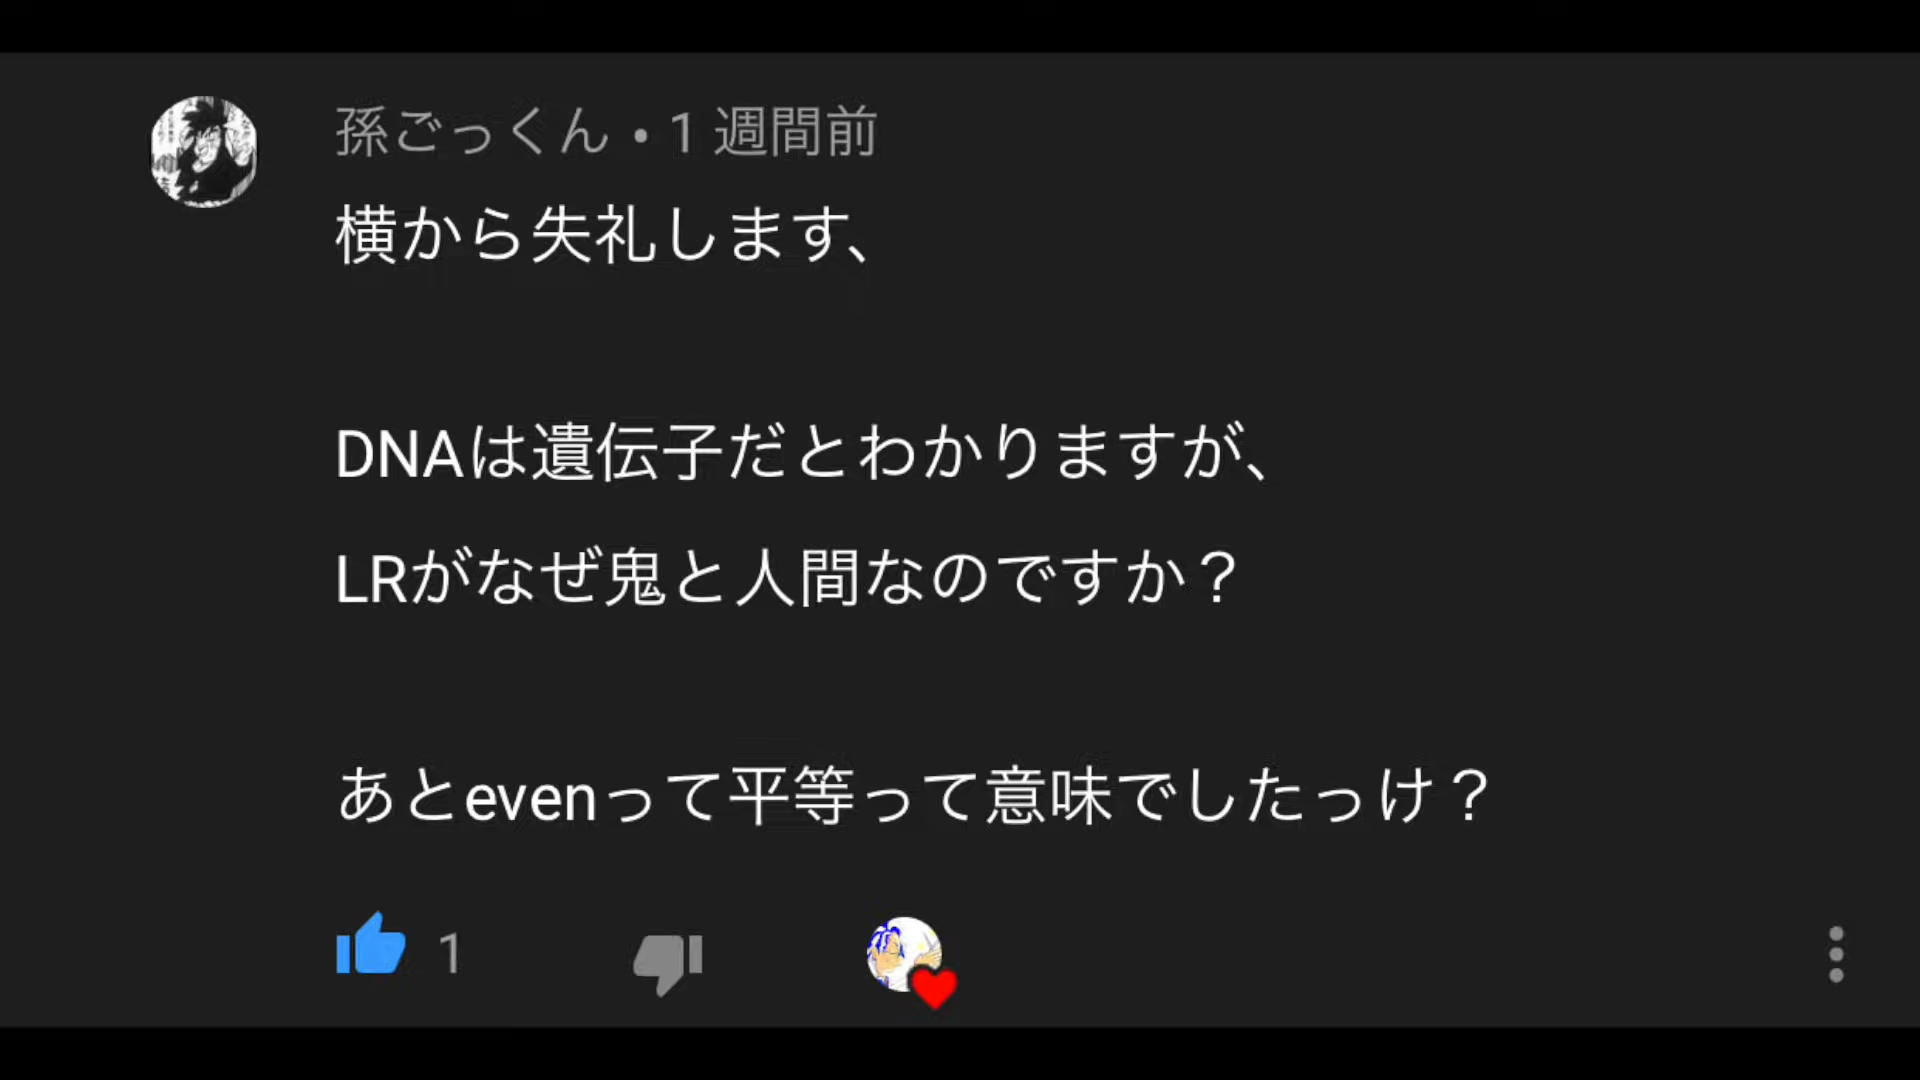 孫ごっくん • 1 週間前
横から失礼します、
DNAは遺伝子だとわかりますが、
LRがなぜ鬼と人間なのですか？
あとevenって平等って意味でしたっけ？
1